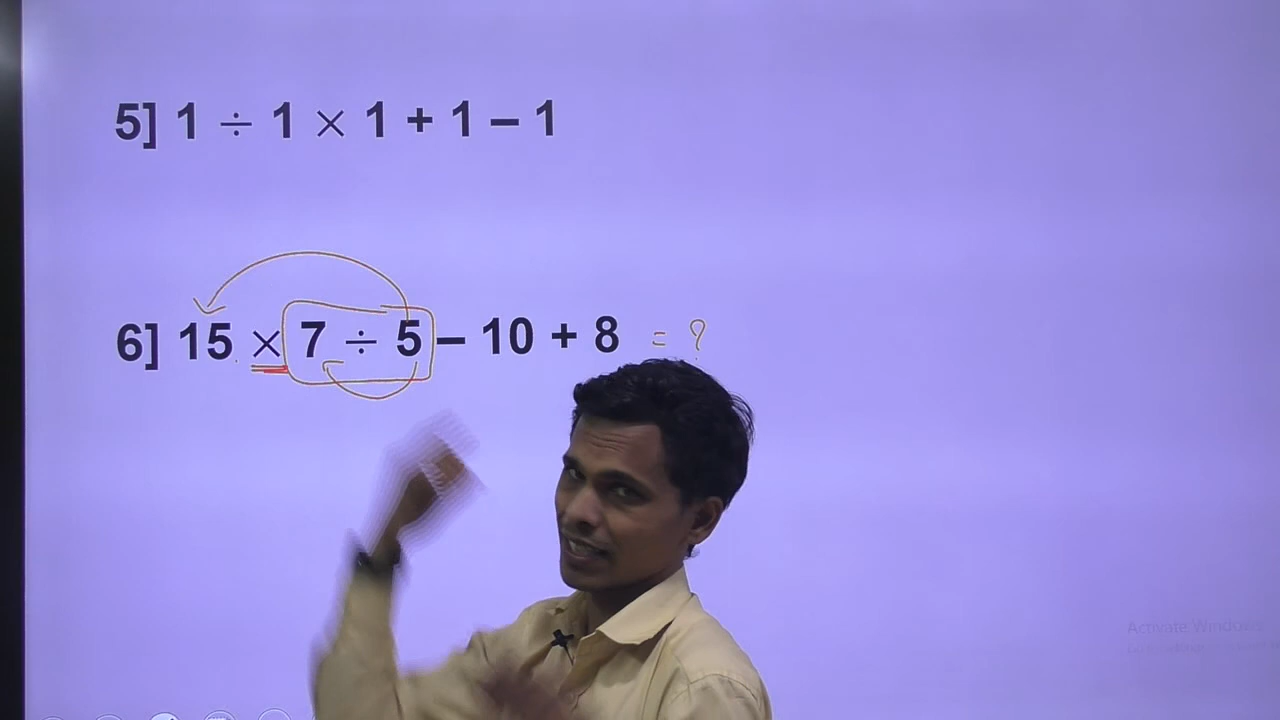 5] 1 ÷ 1 × 1 + 1 – 1
6] 15 × 7 ÷ 5 – 10 + 8 = ?
Activate Windows